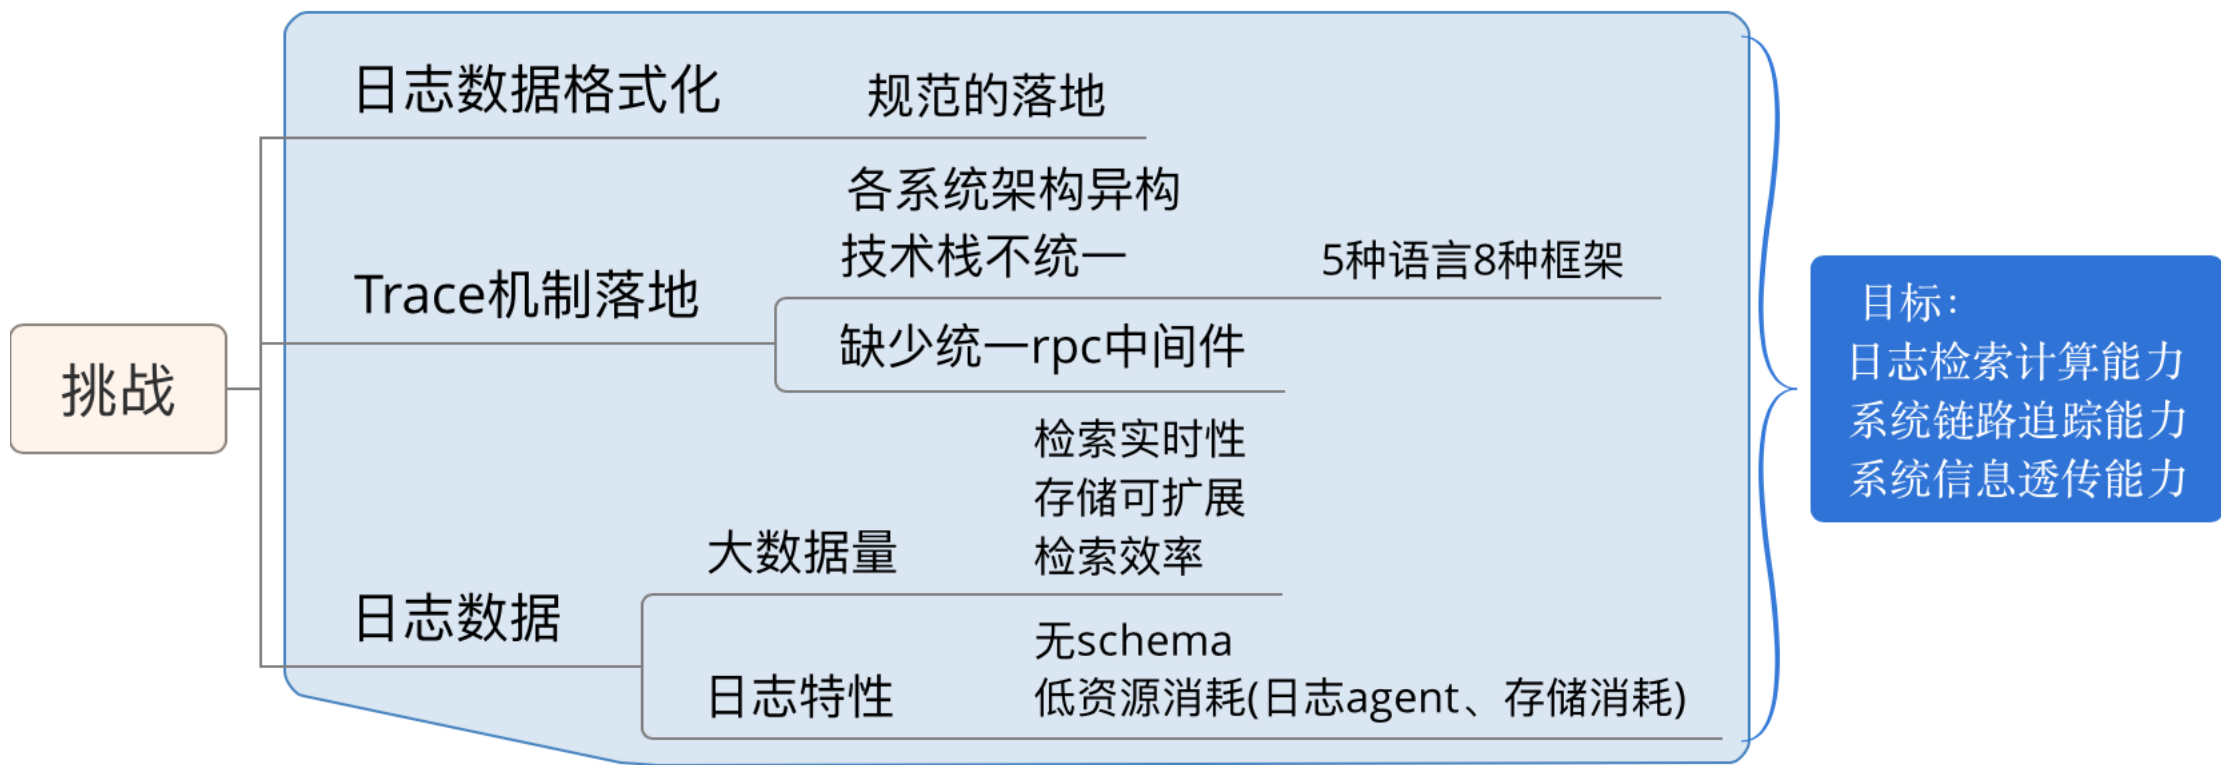 挑战
日志数据格式化
规范的落地
Trace机制落地
各系统架构异构
技术栈不统一
5种语言8种框架
缺少统一rpc中间件
日志数据
大数据量
检索实时性
存储可扩展
检索效率
日志特性
无schema
低资源消耗(日志agent、存储消耗)
目标：
日志检索计算能力
系统链路追踪能力
系统信息透传能力